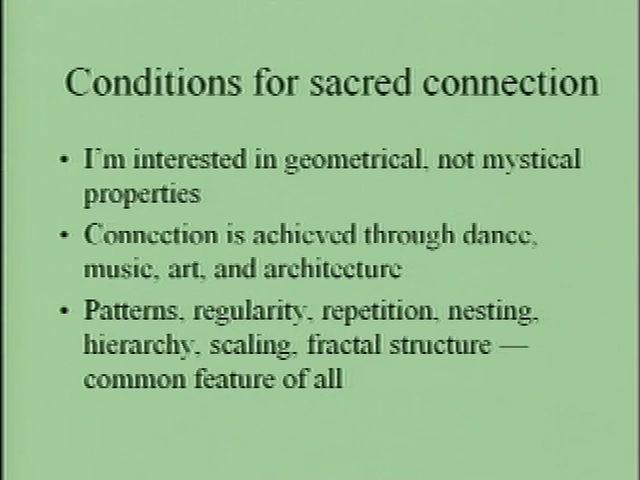 Conditions for sacred connection
• I'm interested in geometrical, not mystical
properties
• Connection is achieved through dance,
music, art, and architecture
• Patterns, regularity, repetition, nesting,
hierarchy, scaling, fractal structure —
common feature of all